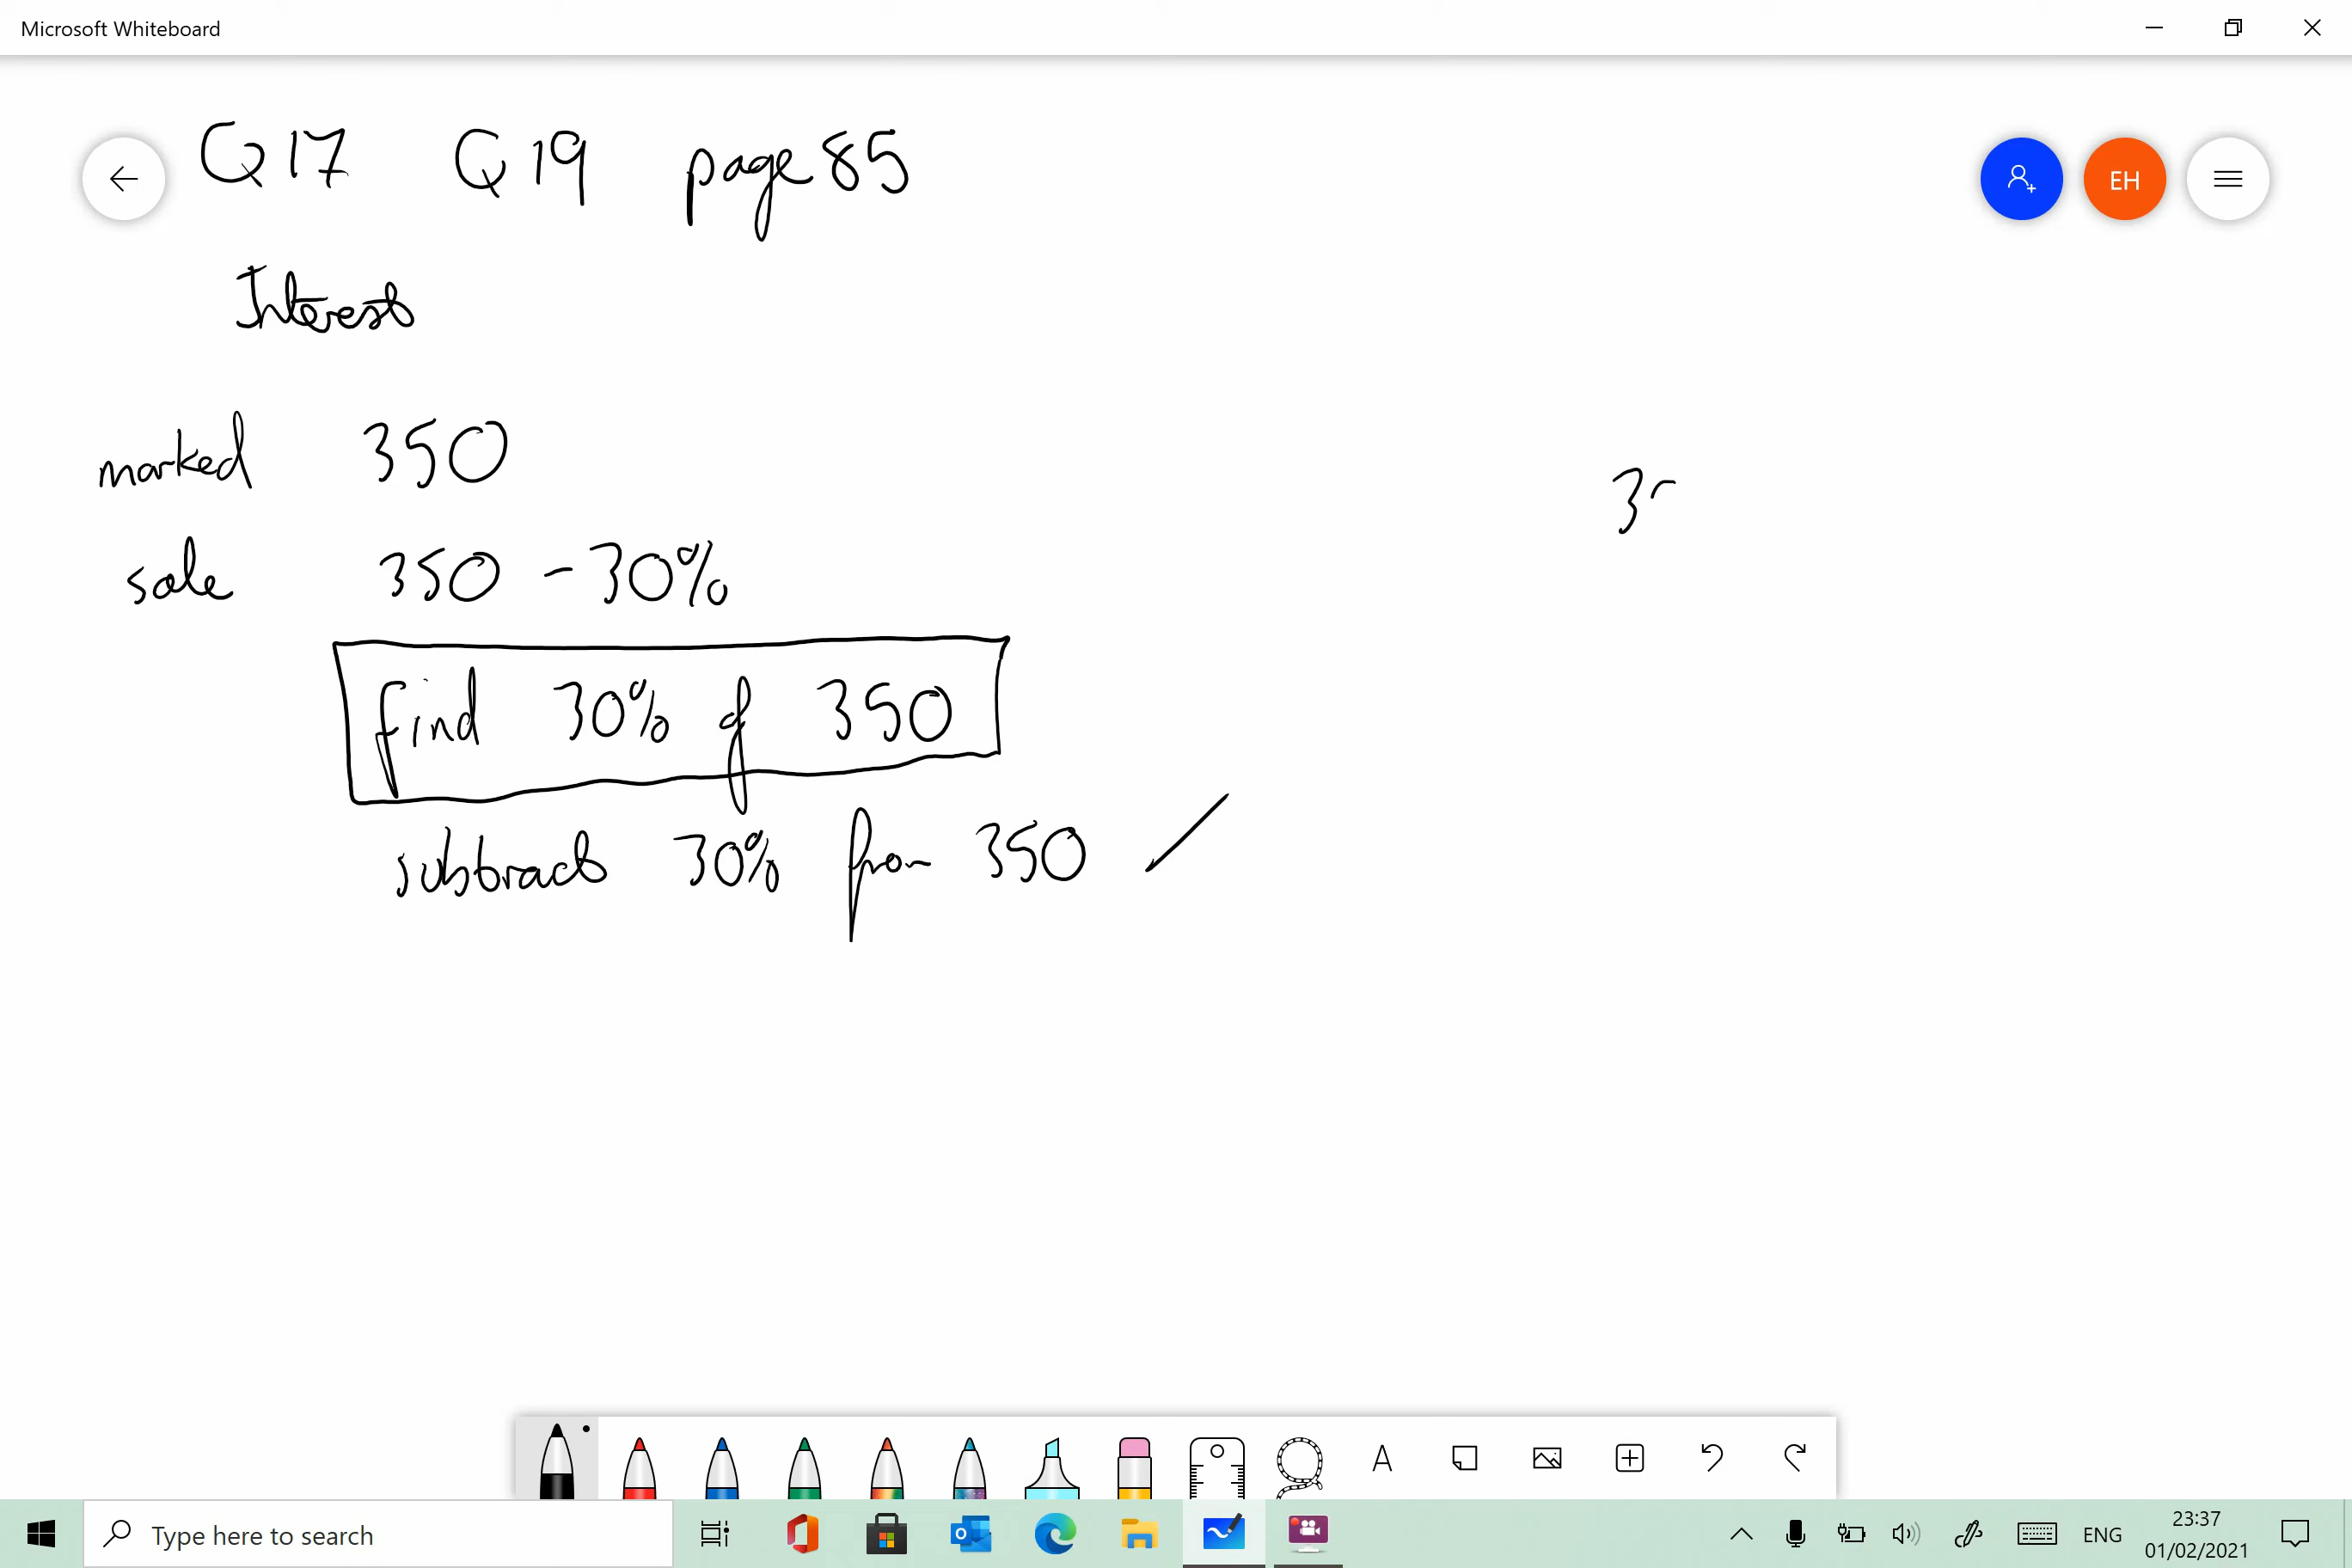 Microsoft Whiteboard
Q17 Q19 page 85
EH
Interest
marked 350
sale 350 - 30%
find 30% of 350
subtract 30% from 350
3
A
Type here to search
ENG
23:37
01/02/2021